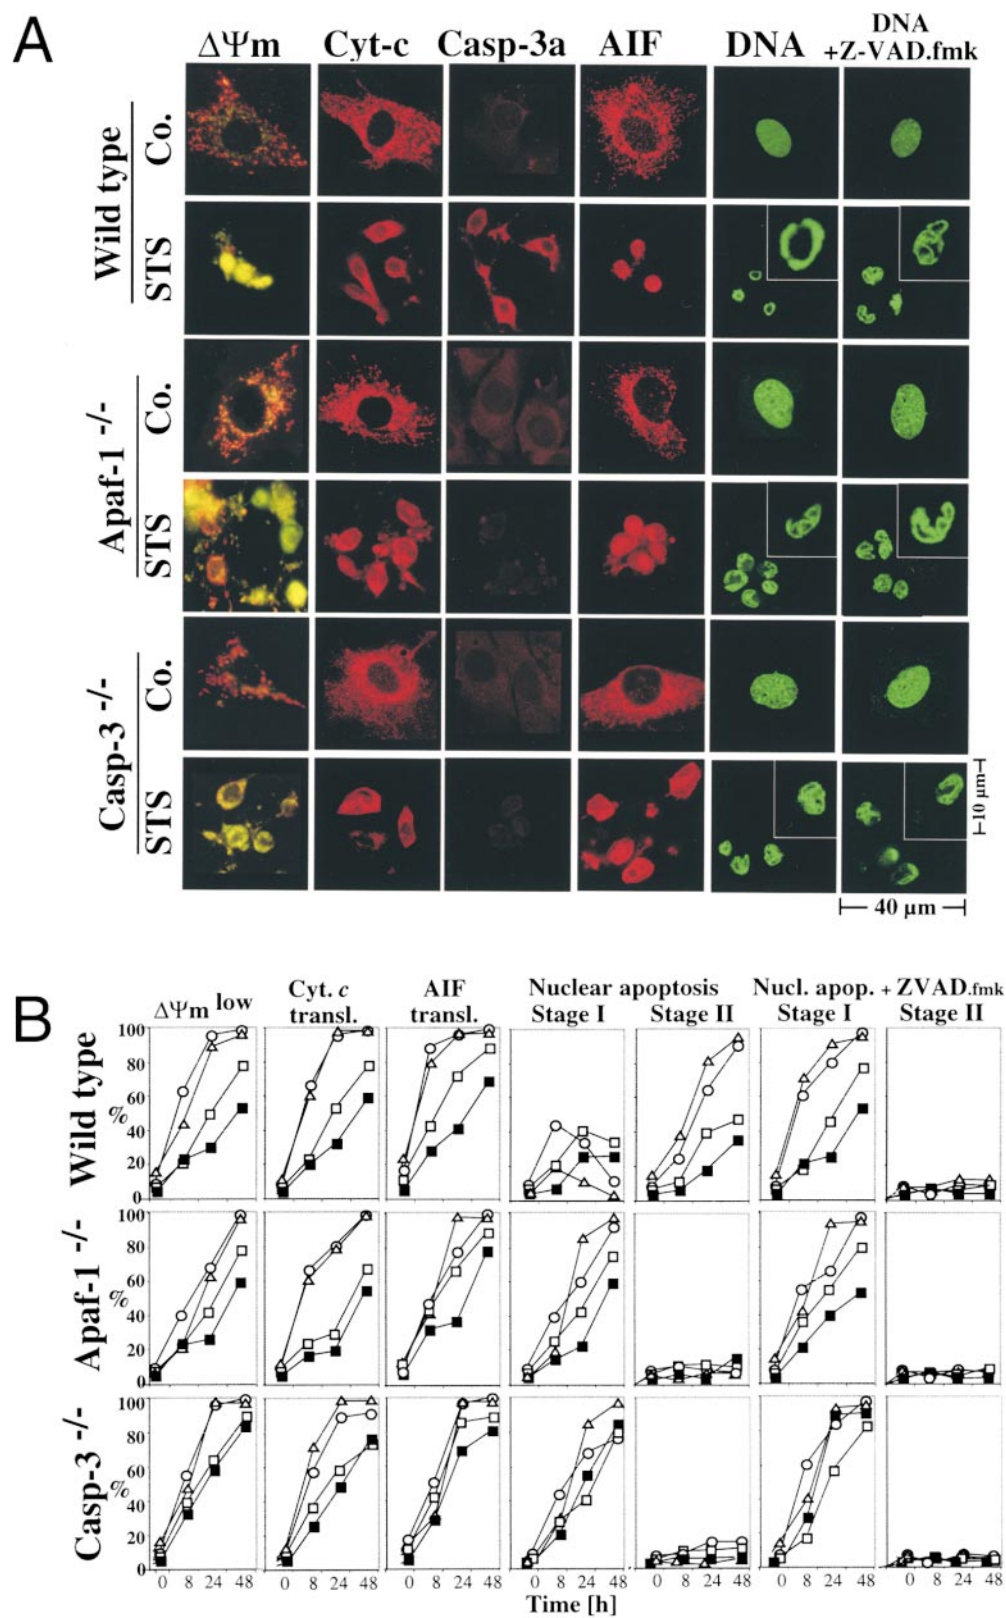 A
ΔΨm Cyt-c Casp-3a AIF DNA DNA +Z-VAD.fmk
Wild type
Co.
STS
Apaf-1 -/-
Co.
STS
Casp-3 -/-
Co.
STS
10 µm
40 µm
B
ΔΨm low
Cyt. c transl.
AIF transl.
Nuclear apoptosis
Stage I Stage II
Nucl. apop. + ZVAD.fmk
Stage I Stage II
Wild type
%
100
80
60
40
20
0
Apaf-1 -/-
%
100
80
60
40
20
0
Casp-3 -/-
%
100
80
60
40
20
0
0 8 24 48 0 8 24 48 0 8 24 48 0 8 24 48 0 8 24 48 0 8 24 48 0 8 24 48
Time [h]